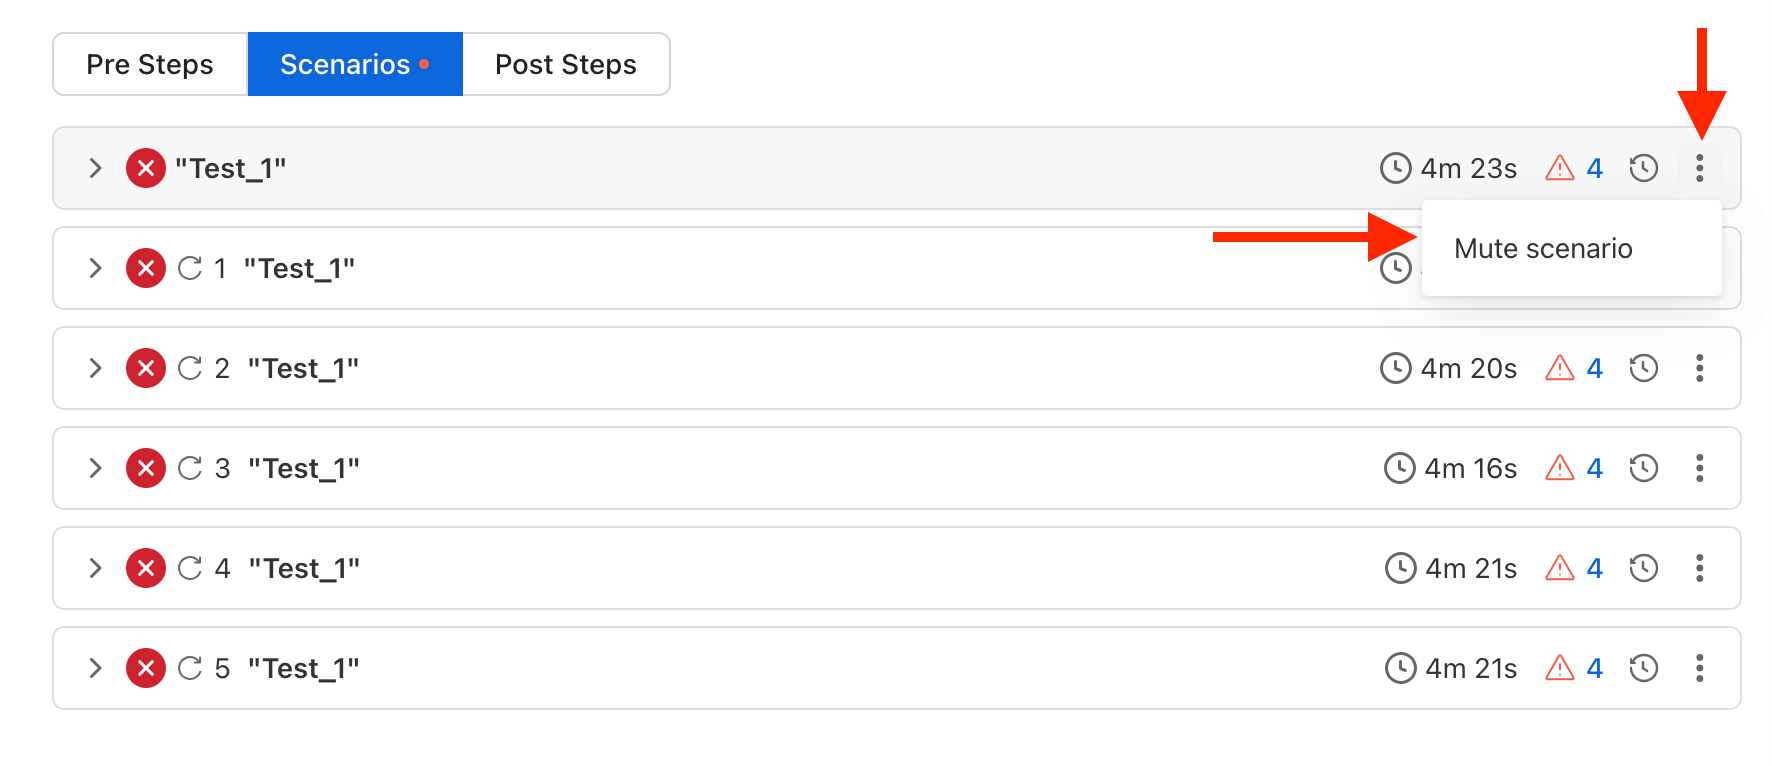 Pre Steps Scenarios Post Steps
"Test_1" 4m 23s 4
Mute scenario
1 "Test_1"
2 "Test_1" 4m 20s 4
3 "Test_1" 4m 16s 4
4 "Test_1" 4m 21s 4
5 "Test_1" 4m 21s 4